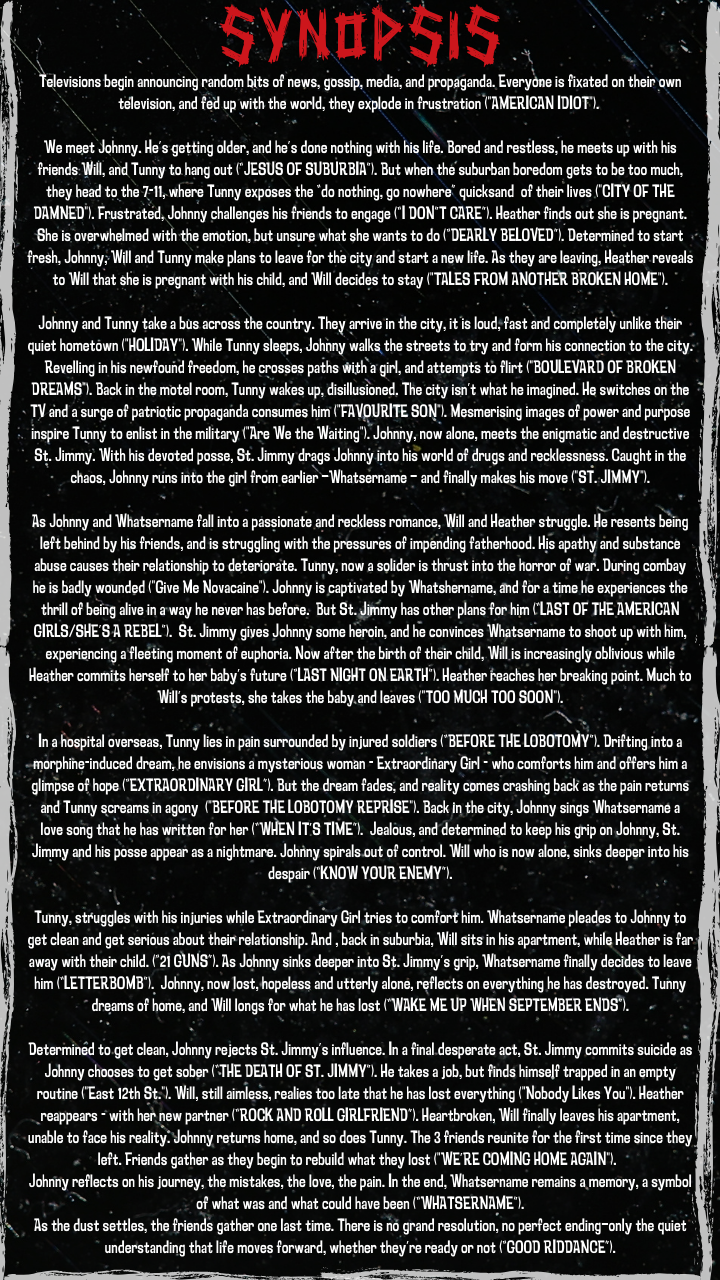 SYNOPSIS
Televisions begin announcing random bits of news, gossip, media, and propaganda. Everyone is fixated on their own
television, and fed up with the world, they explode in frustration ("AMERICAN IDIOT").
We meet Johnny. He's getting older, and he's done nothing with his life. Bored and restless, he meets up with his
friends Will, and Tunny to hang out ("JESUS OF SUBURBIA"). But when the suburban boredom gets to be too much,
they head to the 7-11, where Tunny exposes the "do nothing, go nowhere" quicksand  of their lives ("CITY OF THE
DAMNED"). Frustrated, Johnny challenges his friends to engage ("I DON"T CARE"). Heather finds out she is pregnant.
She is overwhelmed with the emotion, but unsure what she wants to do ("DEARLY BELOVED"). Determined to start
fresh, Johnny, Will and Tunny make plans to leave for the city and start a new life. As they are leaving, Heather reveals
to Will that she is pregnant with his child, and Will decides to stay ("TALES FROM ANOTHER BROKEN HOME").
Johnny and Tunny take a bus across the country. They arrive in the city, it is loud, fast and completely unlike their
quiet hometown ("HOLIDAY"). While Tunny sleeps, Johnny walks the streets to try and form his connection to the city.
Revelling in his newfound freedom, he crosses paths with a girl, and attempts to flirt ("BOULEVARD OF BROKEN
DREAMS"). Back in the motel room, Tunny wakes up, disillusioned. The city isn't what he imagined. He switches on the
TV and a surge of patriotic propaganda consumes him ("FAVOURITE SON"). Mesmerising images of power and purpose
inspire Tunny to enlist in the military ("Are We the Waiting"). Johnny, now alone, meets the enigmatic and destructive
St. Jimmy. With his devoted posse, St. Jimmy drags Johnny into his world of drugs and recklessness. Caught in the
chaos, Johnny runs into the girl from earlier –Whatsername – and finally makes his move ("ST. JIMMY").
As Johnny and Whatsername fall into a passionate and reckless romance, Will and Heather struggle. He resents being
left behind by his friends, and is struggling with the pressures of impending fatherhood. His apathy and substance
abuse causes their relationship to deteriorate. Tunny, now a solider is thrust into the horror of war. During combay
he is badly wounded ("Give Me Novacaine"). Johnny is captivated by Whatshername, and for a time he experiences the
thrill of being alive in a way he never has before.  But St. Jimmy has other plans for him ("LAST OF THE AMERICAN
GIRLS/SHE'S A REBEL").  St. Jimmy gives Johnny some heroin, and he convinces Whatsername to shoot up with him,
experiencing a fleeting moment of euphoria. Now after the birth of their child, Will is increasingly oblivious while
Heather commits herself to her baby's future ("LAST NIGHT ON EARTH"). Heather reaches her breaking point. Much to
Will's protests, she takes the baby and leaves ("TOO MUCH TOO SOON").
In a hospital overseas, Tunny lies in pain surrounded by injured soldiers ("BEFORE THE LOBOTOMY"). Drifting into a
morphine-induced dream, he envisions a mysterious woman - Extraordinary Girl - who comforts him and offers him a
glimpse of hope ("EXTRAORDINARY GIRL"). But the dream fades, and reality comes crashing back as the pain returns
and Tunny screams in agony  ("BEFORE THE LOBOTOMY REPRISE"). Back in the city, Johnny sings Whatsername a
love song that he has written for her ("WHEN IT'S TIME").  Jealous, and determined to keep his grip on Johnny, St.
Jimmy and his posse appear as a nightmare. Johnny spirals out of control. Will who is now alone, sinks deeper into his
despair ("KNOW YOUR ENEMY").
Tunny, struggles with his injuries while Extraordinary Girl tries to comfort him. Whatsername pleades to Johnny to
get clean and get serious about their relationship. And , back in suburbia, Will sits in his apartment, while Heather is far
away with their child. ("21 GUNS"). As Johnny sinks deeper into St. Jimmy's grip, Whatsername finally decides to leave
him ("LETTERBOMB").  Johnny, now lost, hopeless and utterly alone, reflects on everything he has destroyed. Tunny
dreams of home, and Will longs for what he has lost ("WAKE ME UP WHEN SEPTEMBER ENDS").
Determined to get clean, Johnny rejects St. Jimmy's influence. In a final desperate act, St. Jimmy commits suicide as
Johnny chooses to get sober ("THE DEATH OF ST. JIMMY"). He takes a job, but finds himself trapped in an empty
routine ("East 12th St."). Will, still aimless, realies too late that he has lost everything ("Nobody Likes You"). Heather
reappears - with her new partner ("ROCK AND ROLL GIRLFRIEND"). Heartbroken, Will finally leaves his apartment,
unable to face his reality. Johnny returns home, and so does Tunny. The 3 friends reunite for the first time since they
left. Friends gather as they begin to rebuild what they lost ("WE'RE COMING HOME AGAIN").
Johnny reflects on his journey, the mistakes, the love, the pain. In the end, Whatsername remains a memory, a symbol
of what was and what could have been ("WHATSERNAME").
As the dust settles, the friends gather one last time. There is no grand resolution, no perfect ending—only the quiet
understanding that life moves forward, whether they're ready or not ("GOOD RIDDANCE").